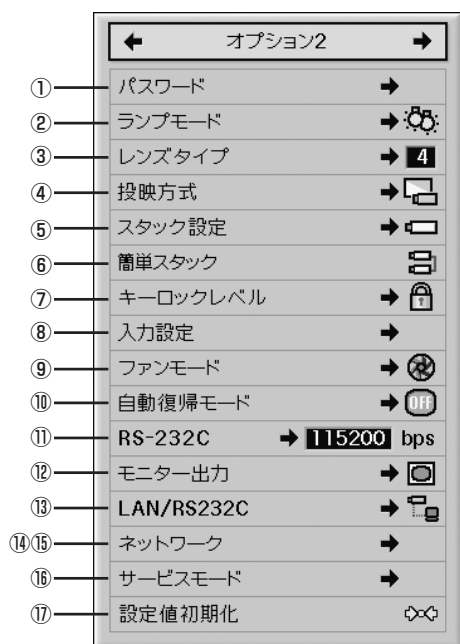 オプション2
① パスワード
② ランプモード
③ レンズタイプ 4
④ 投映方式
⑤ スタック設定
⑥ 簡単スタック
⑦ キーロックレベル
⑧ 入力設定
⑨ ファンモード
⑩ 自動復帰モード OFF
⑪ RS-232C 115200 bps
⑫ モニター出力
⑬ LAN/RS232C
⑭⑮ ネットワーク
⑯ サービスモード
⑰ 設定値初期化